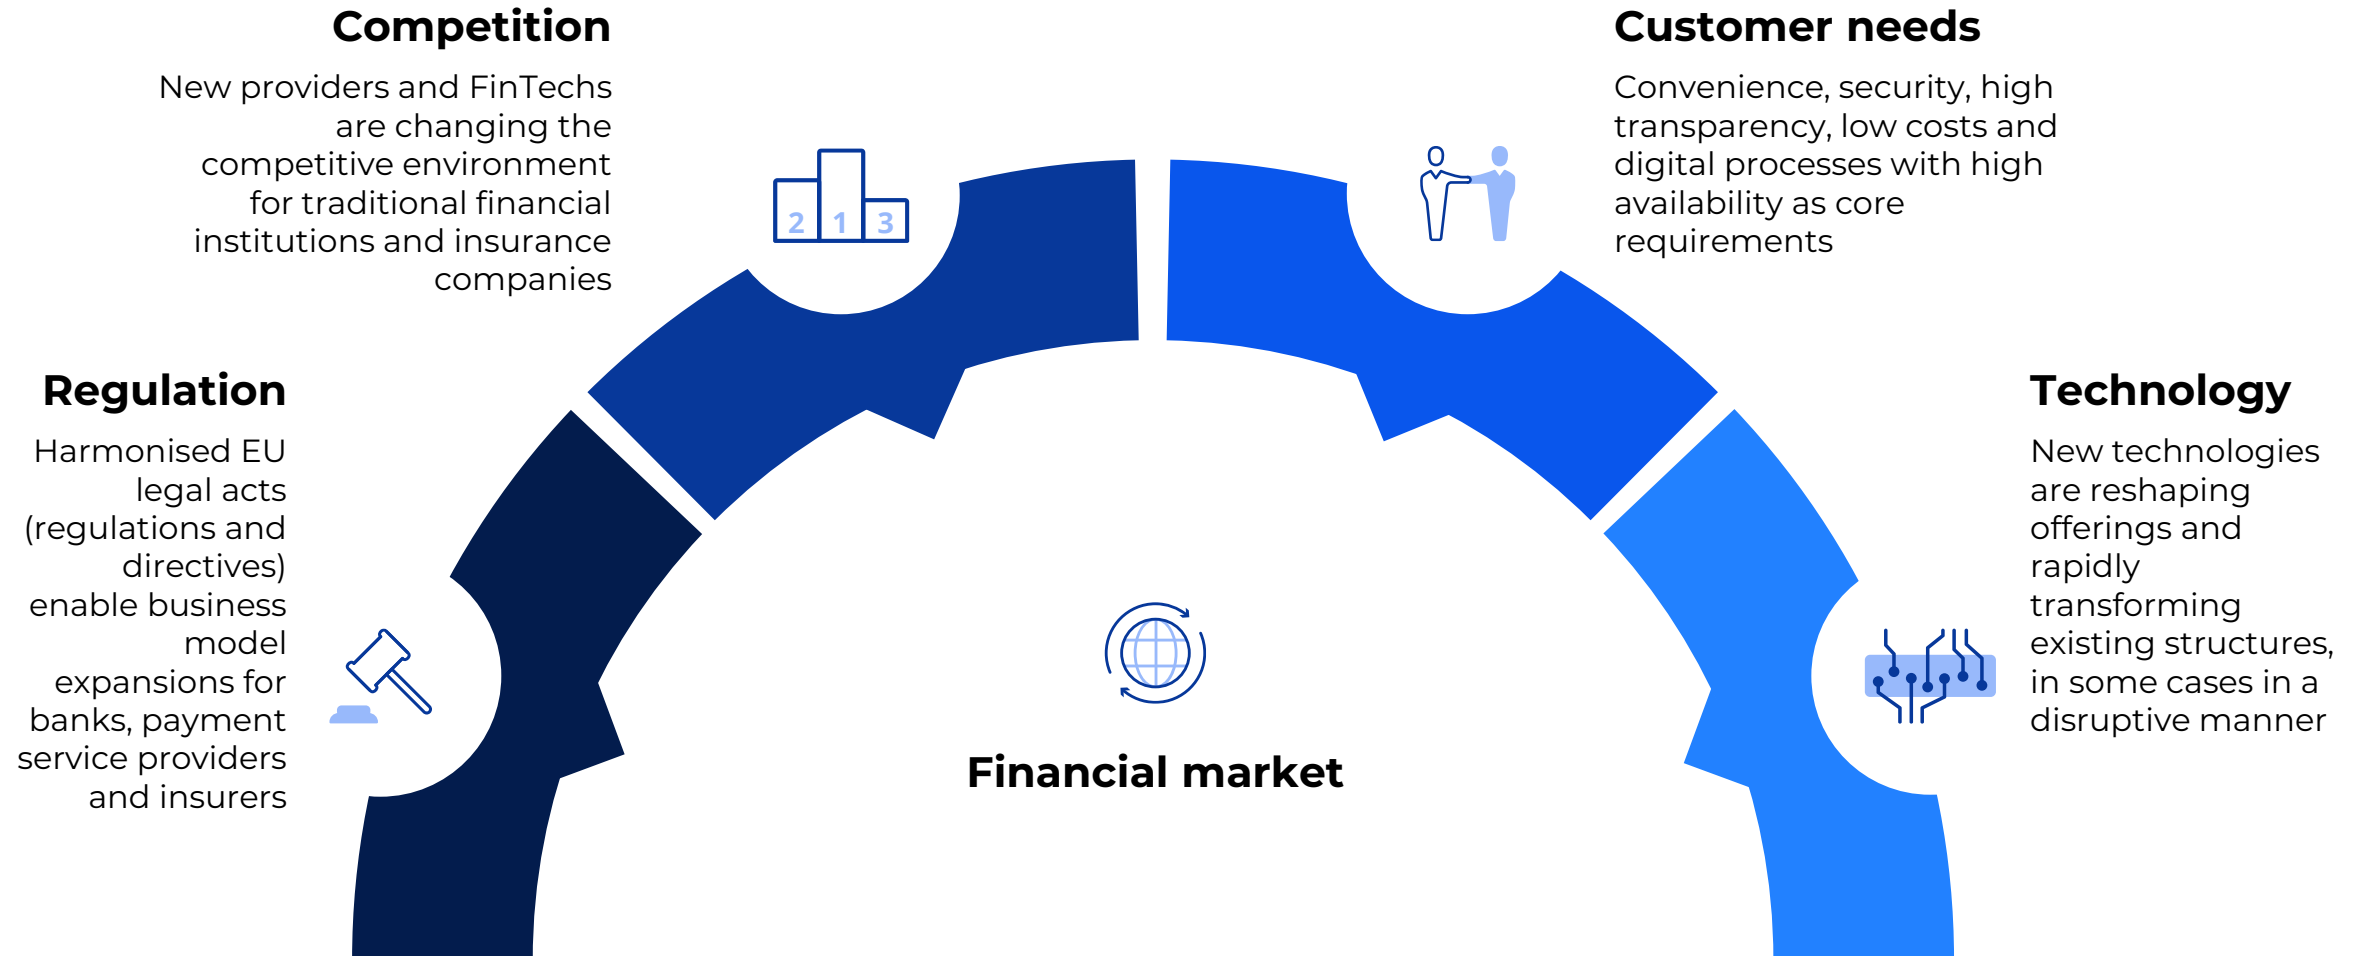 Competition
New providers and FinTechs
are changing the
competitive environment
for traditional financial
institutions and insurance
companies
Customer needs
Convenience, security, high
transparency, low costs and
digital processes with high
availability as core
requirements
2 1 3
Regulation
Harmonised EU
legal acts
(regulations and
directives)
enable business
model
expansions for
banks, payment
service providers
and insurers
Technology
New technologies
are reshaping
offerings and
rapidly
transforming
existing structures,
in some cases in a
disruptive manner
Financial market